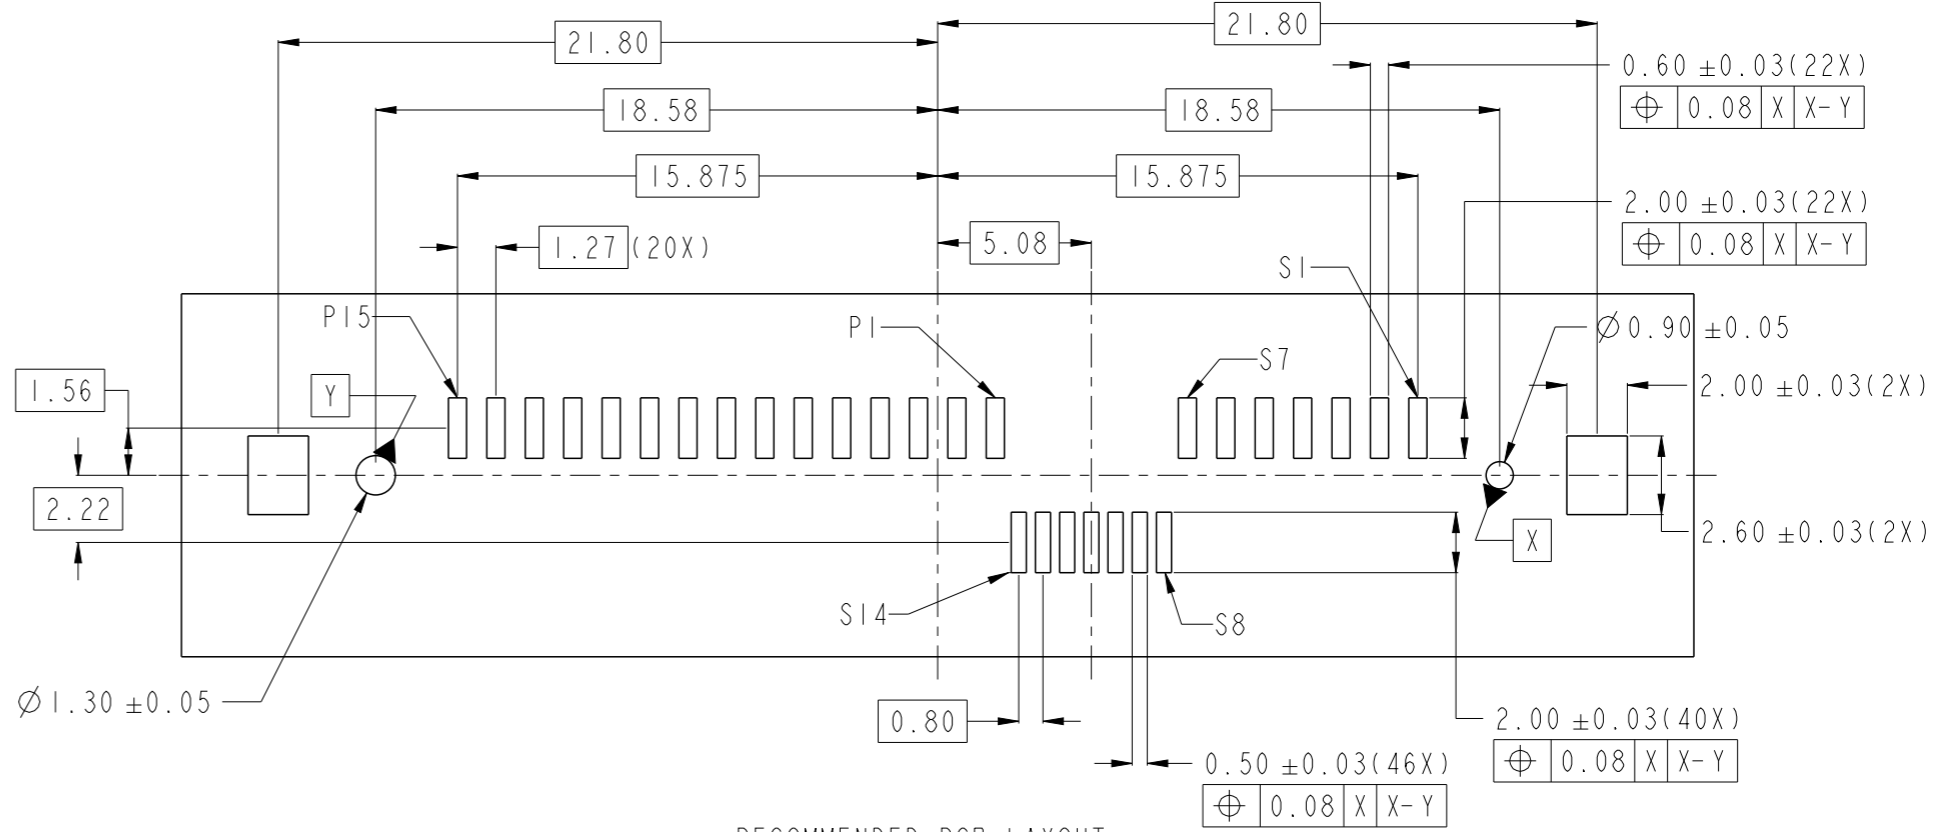 21.80
21.80
0.60 ±0.03(22X)
⌖ 0.08 X X-Y
18.58
18.58
15.875
15.875
2.00 ±0.03(22X)
⌖ 0.08 X X-Y
1.27 (20X)
5.08
S1
P15
P1
S7
Ø0.90 ±0.05
1.56
Y
2.00 ±0.03(2X)
2.22
X
2.60 ±0.03(2X)
S14
S8
Ø1.30 ±0.05
0.80
2.00 ±0.03(40X)
⌖ 0.08 X X-Y
0.50 ±0.03(46X)
⌖ 0.08 X X-Y
RECOMMENDED PCB LAYOUT